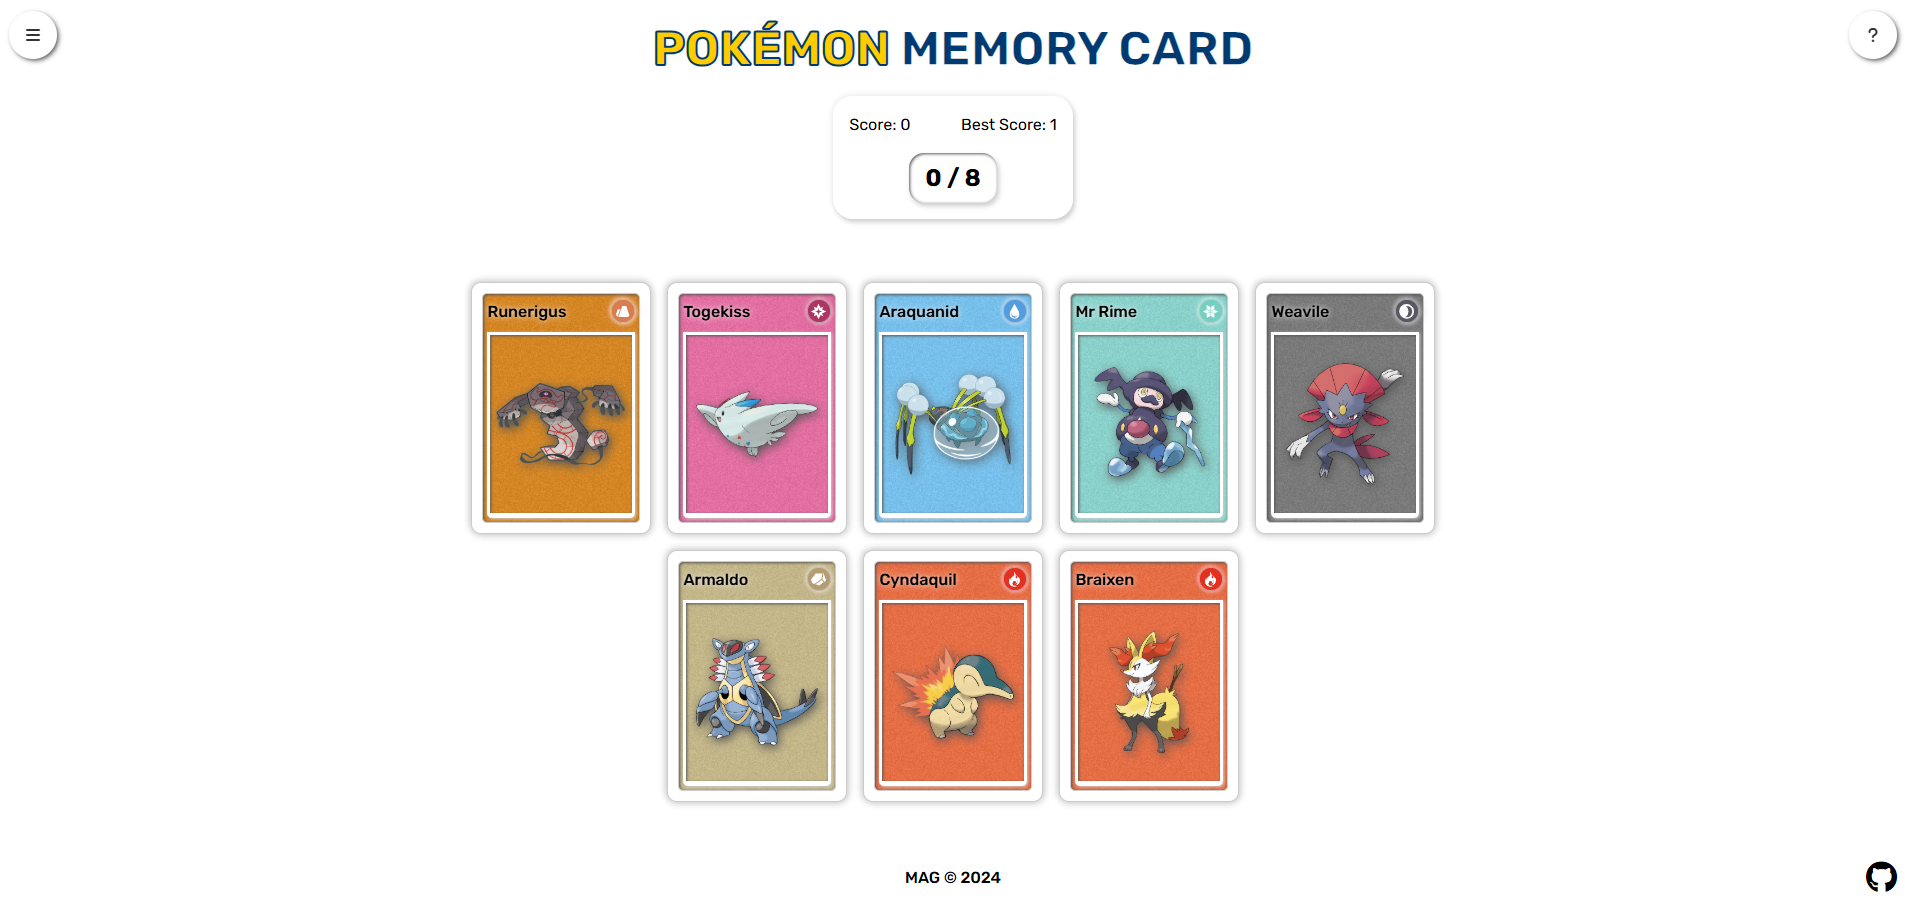 POKÉMON MEMORY CARD
?
Score: 0 Best Score: 1
0 / 8
Runerigus
Togekiss
Araquanid
Mr Rime
Weavile
Armaldo
Cyndaquil
Braixen
MAG © 2024